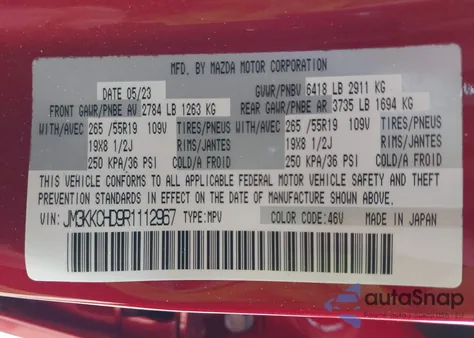 MFD. BY MAZDA MOTOR CORPORATION
DATE 05/23 GVWR/PNBV 6418 LB 2911 KG
FRONT GAWR/PNBE AV 2784 LB 1263 KG REAR GAWR/PNBE AR 3735 LB 1694 KG
WITH/AVEC 265 /55R19 109V TIRES/PNEUS WITH/AVEC 265 /55R19 109V TIRES/PNEUS
19X8 1/2J RIMS/JANTES 19X8 1/2J RIMS/JANTES
250 KPA/36 PSI COLD/A FROID 250 KPA/36 PSI COLD/A FROID
THIS VEHICLE CONFORMS TO ALL APPLICABLE FEDERAL MOTOR VEHICLE SAFETY AND THEFT
PREVENTION STANDARDS IN EFFECT ON THE DATE OF MANUFACTURE SHOWN ABOVE.
VIN: JM3KKCHD9R1112967 TYPE: MPV COLOR CODE: 46V MADE IN JAPAN
autoSnap